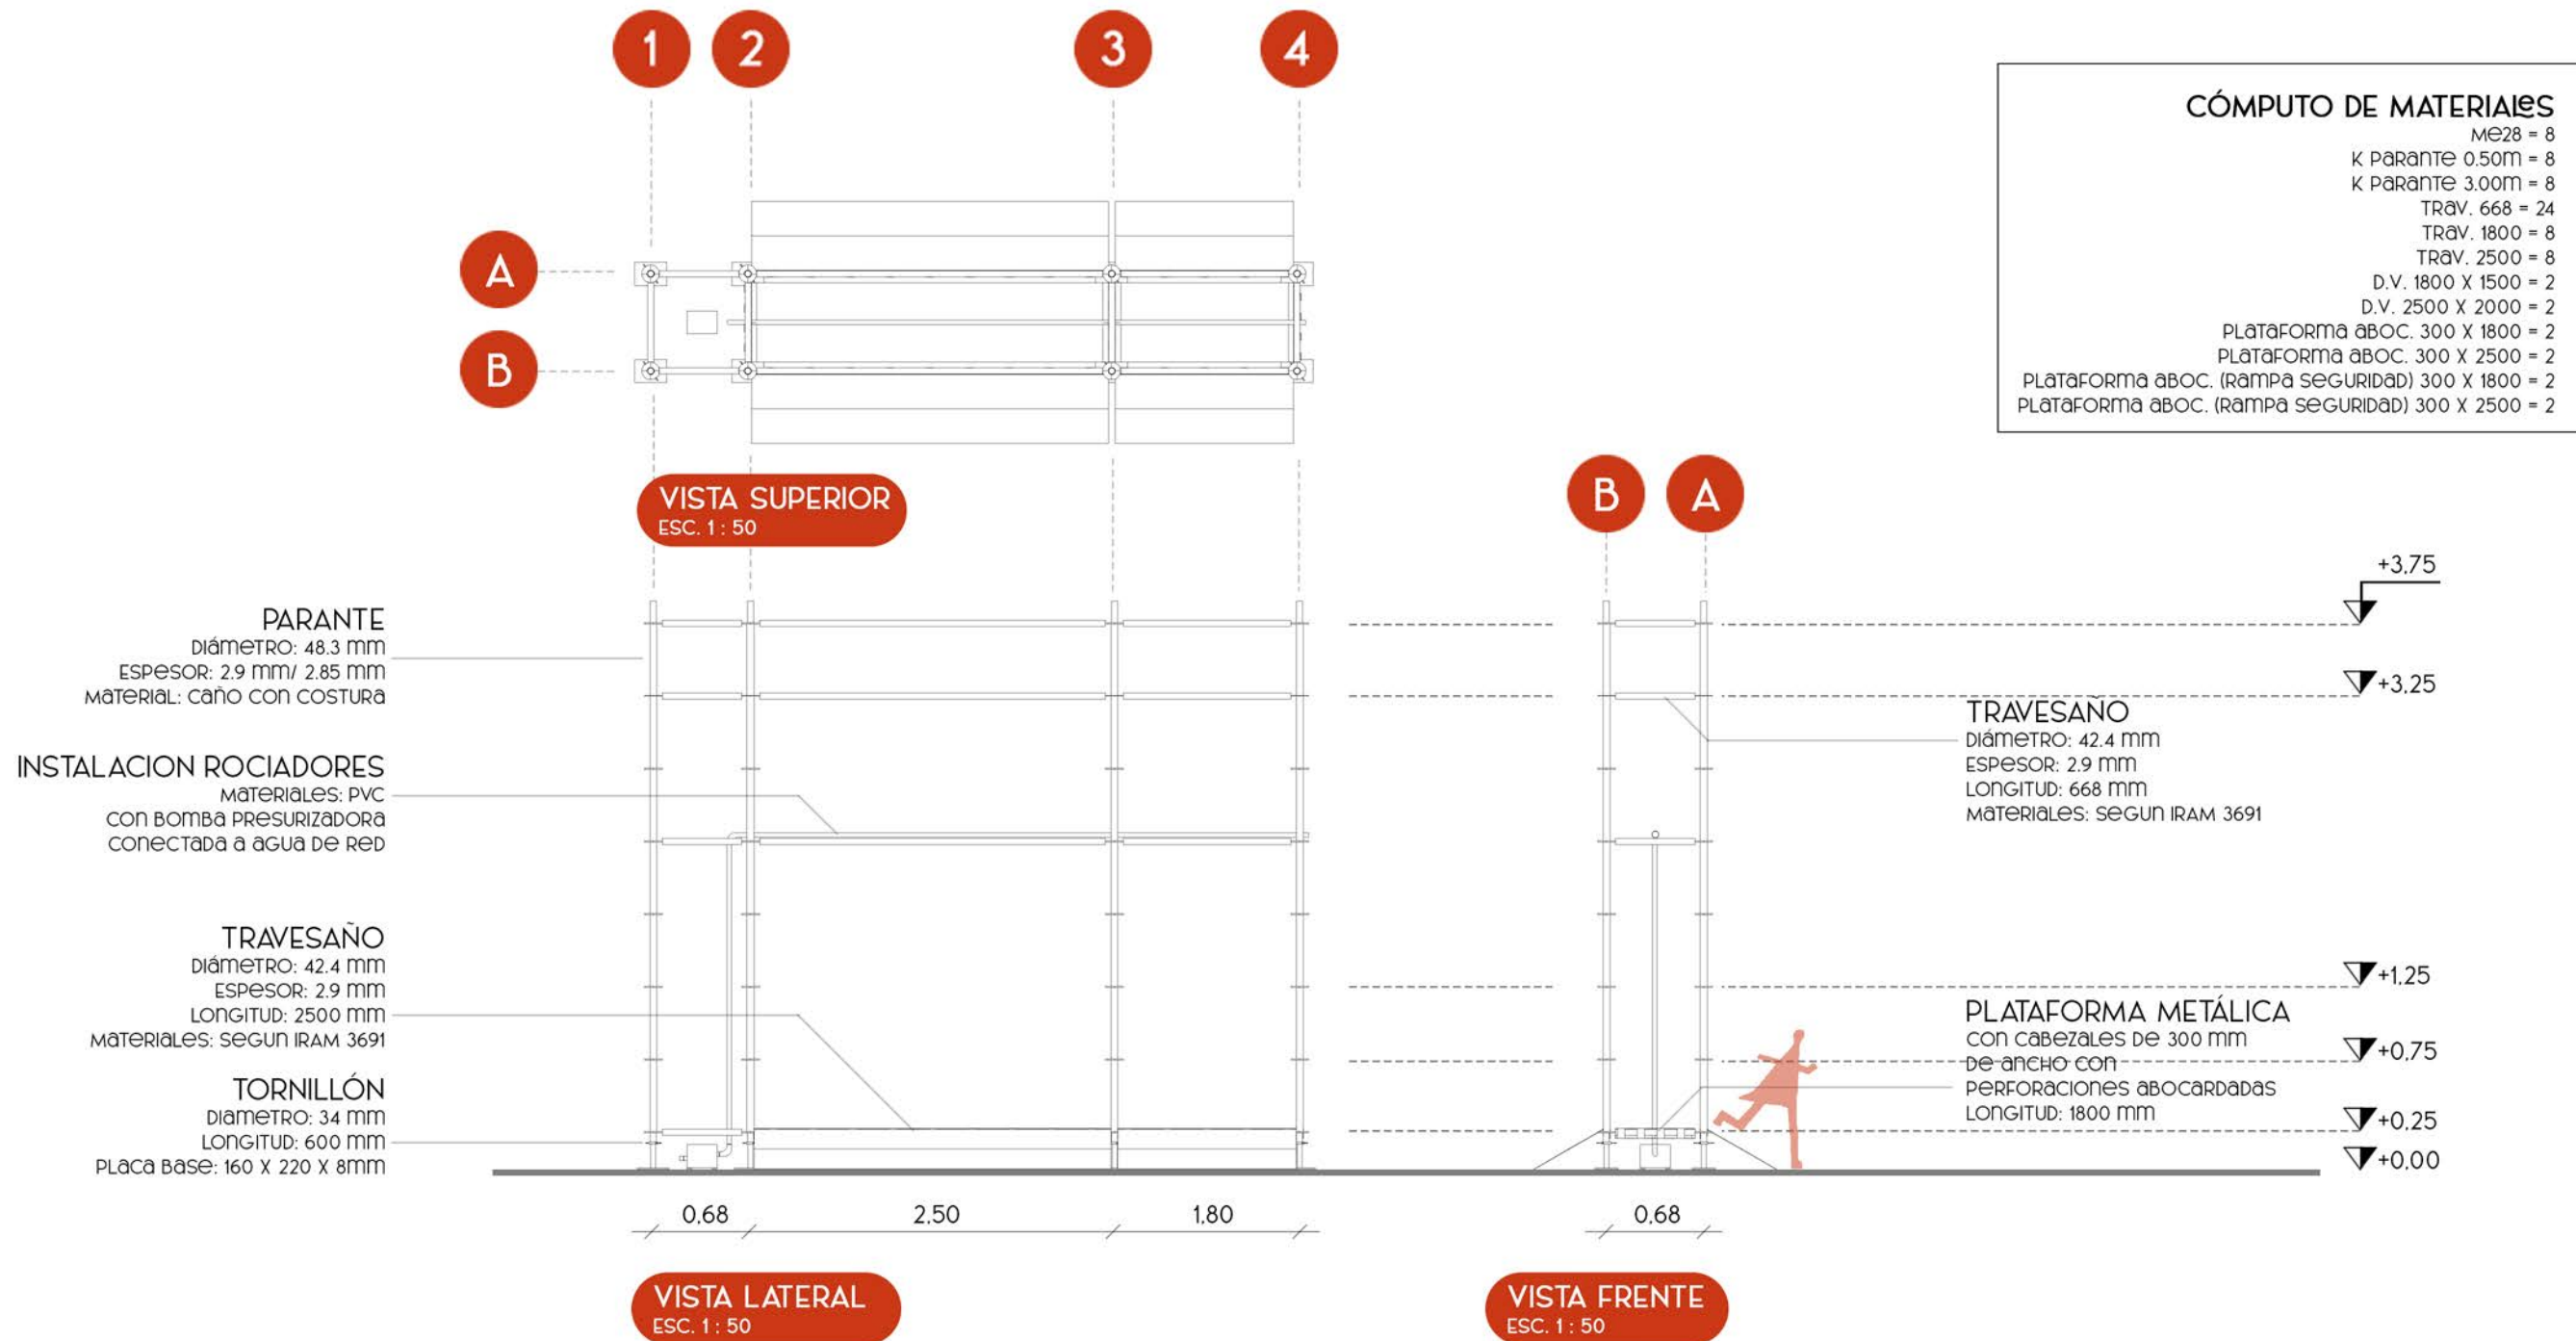 1
2
3
4
CÓMPUTO DE MATERIALES
ME28 = 8
K PARANTE 0.50M = 8
K PARANTE 3.00M = 8
TRAV. 668 = 24
TRAV. 1800 = 8
TRAV. 2500 = 8
D.V. 1800 X 1500 = 2
D.V. 2500 X 2000 = 2
PLATAFORMA ABOC. 300 X 1800 = 2
PLATAFORMA ABOC. 300 X 2500 = 2
PLATAFORMA ABOC. (RAMPA SEGURIDAD) 300 X 1800 = 2
PLATAFORMA ABOC. (RAMPA SEGURIDAD) 300 X 2500 = 2
A
B
VISTA SUPERIOR
ESC. 1 : 50
B
A
PARANTE
DIÁMETRO: 48.3 MM
ESPESOR: 2.9 MM/ 2.85 MM
MATERIAL: CAÑO CON COSTURA
INSTALACION ROCIADORES
MATERIALES: PVC
CON BOMBA PRESURIZADORA
CONECTADA A AGUA DE RED
TRAVESAÑO
DIÁMETRO: 42.4 MM
ESPESOR: 2.9 MM
LONGITUD: 2500 MM
MATERIALES: SEGUN IRAM 3691
TORNILLÓN
DIAMETRO: 34 MM
LONGITUD: 600 MM
PLACA BASE: 160 X 220 X 8MM
+3,75
+3,25
TRAVESAÑO
DIÁMETRO: 42.4 MM
ESPESOR: 2.9 MM
LONGITUD: 668 MM
MATERIALES: SEGUN IRAM 3691
+1,25
PLATAFORMA METÁLICA
CON CABEZALES DE 300 MM
DE ANCHO CON
PERFORACIONES ABOCARDADAS
LONGITUD: 1800 MM
+0,75
+0,25
+0,00
0,68
2,50
1,80
0,68
VISTA LATERAL
ESC. 1 : 50
VISTA FRENTE
ESC. 1 : 50